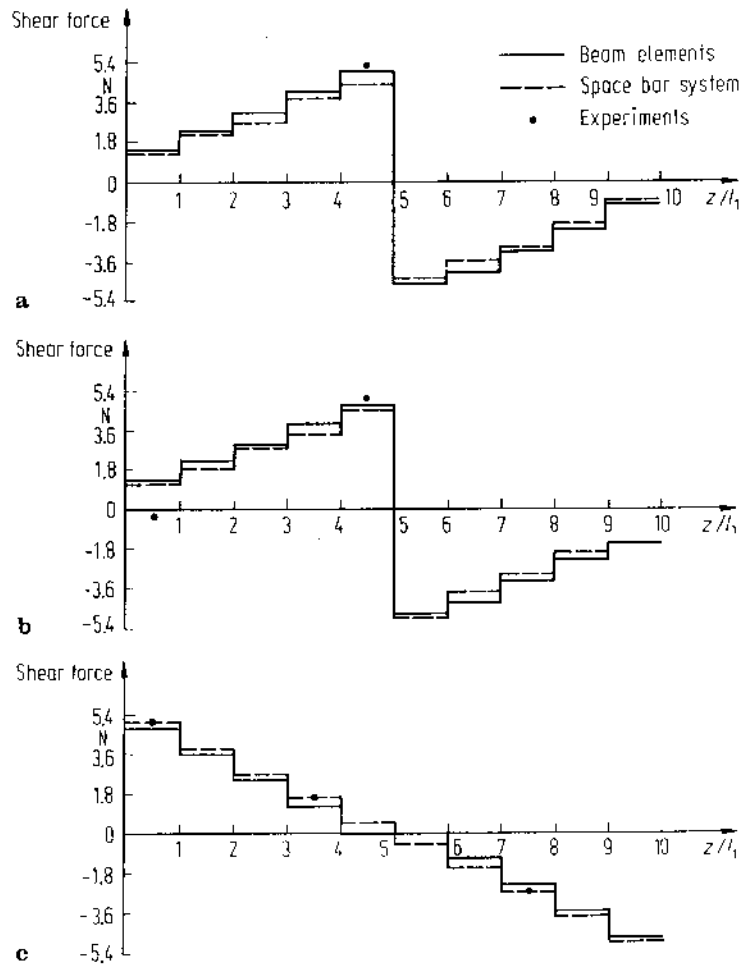 Shear force
5,4
N
3.6
1.8
0
-1.8
-3.6
-5.4
Beam elements
Space bar system
Experiments
1 2 3 4 5 6 7 8 9 10 z/l₁
a
Shear force
5,4
N
3.6
1,8
0
-1.8
-3.6
-5.4
1 2 3 4 5 6 7 8 9 10 z/l₁
b
Shear force
5,4
N
3.6
1.8
0
-1.8
-3.6
-5.4
1 2 3 4 5 6 7 8 9 10 z/l₁
c